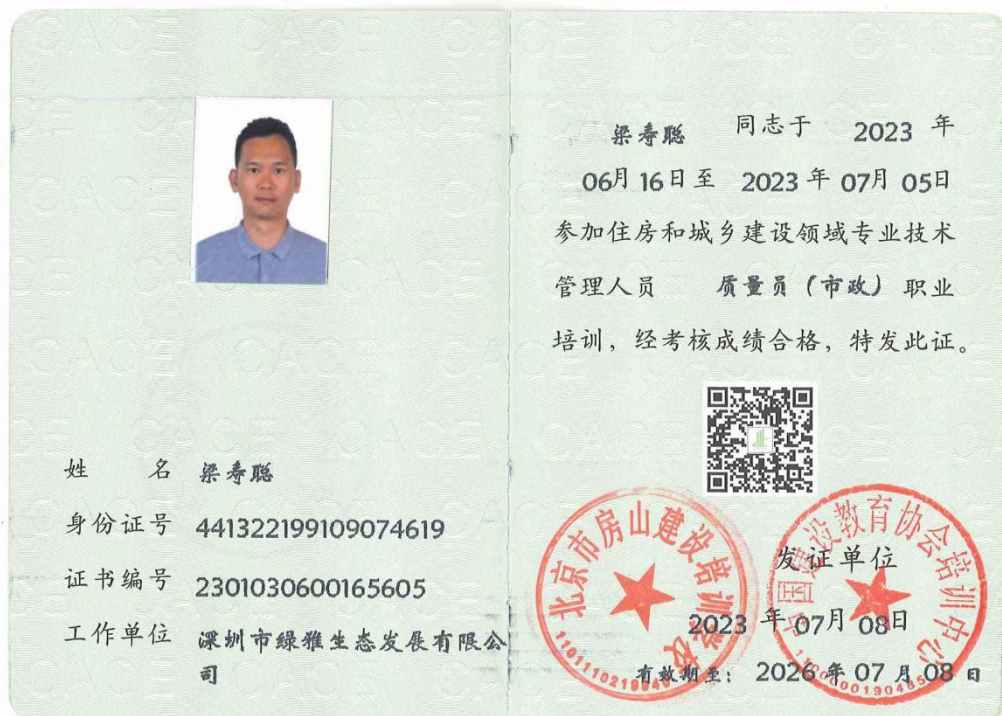 姓 名 梁寿聪
身份证号 441322199109074619
证书编号 2301030600165605
工作单位 深圳市绿雅生态发展有限公
司
梁寿聪 同志于 2023 年
06月 16日至 2023年 07月 05日
参加住房和城乡建设领域专业技术
管理人员 质量员（市政）职业
培训，经考核成绩合格，特发此证。
北京市房山建设培训学校
中国建设教育协会培训中心
发证单位
2023 年 07月 08日
有效期至： 2026 年 07 月 08 日
CACE